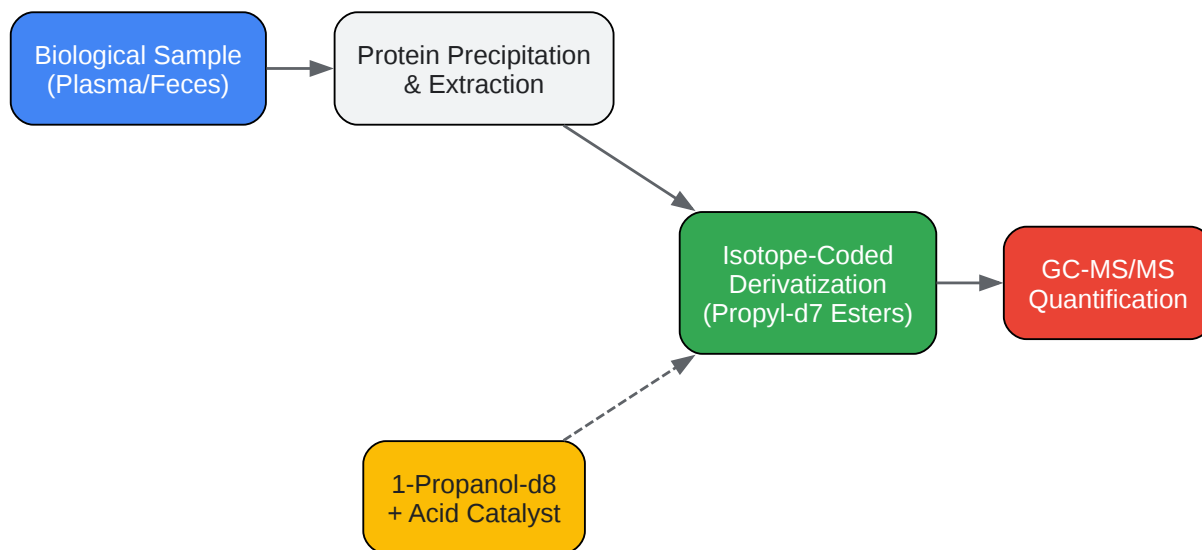 Biological Sample
(Plasma/Feces)
Protein Precipitation
& Extraction
Isotope-Coded
Derivatization
(Propyl-d7 Esters)
GC-MS/MS
Quantification
1-Propanol-d8
+ Acid Catalyst